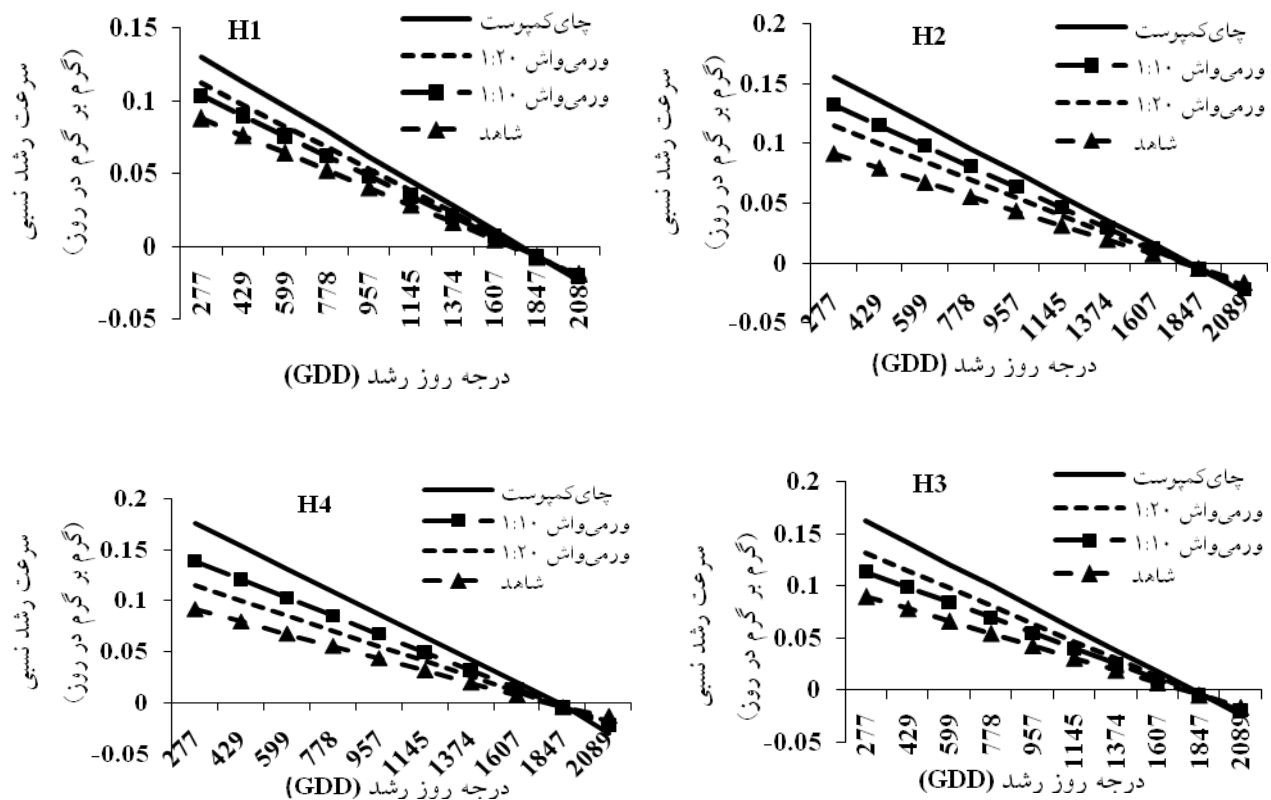 H1
چای‌کمپوست
ورمی‌واش ۱:۲۰
ورمی‌واش ۱:۱۰
شاهد
سرعت رشد نسبی
(گرم بر گرم در روز)
0.15
0.1
0.05
0
-0.05
277
429
599
778
957
1145
1374
1607
1847
2089
درجه روز رشد (GDD)
H2
چای‌کمپوست
ورمی‌واش ۱:۱۰
ورمی‌واش ۱:۲۰
شاهد
سرعت رشد نسبی
(گرم بر گرم در روز)
0.2
0.15
0.1
0.05
0
-0.05
277
429
599
778
957
1145
1374
1607
1847
2089
درجه روز رشد (GDD)
H4
چای‌کمپوست
ورمی‌واش ۱:۱۰
ورمی‌واش ۱:۲۰
شاهد
سرعت رشد نسبی
(گرم بر گرم در روز)
0.2
0.15
0.1
0.05
0
-0.05
277
429
599
778
957
1145
1374
1607
1847
2089
درجه روز رشد (GDD)
H3
چای‌کمپوست
ورمی‌واش ۱:۲۰
ورمی‌واش ۱:۱۰
شاهد
سرعت رشد نسبی
(گرم بر گرم در روز)
0.2
0.15
0.1
0.05
0
-0.05
277
429
599
778
957
1145
1374
1607
1847
2089
درجه روز رشد (GDD)